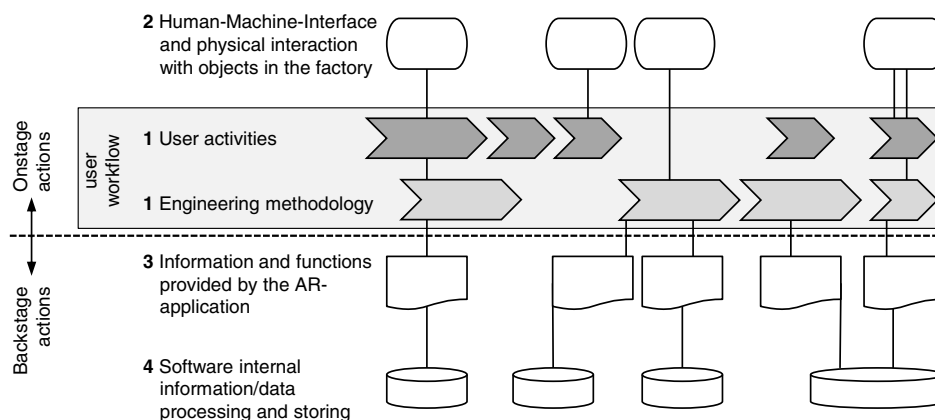 2 Human-Machine-Interface
and physical interaction
with objects in the factory
Onstage
actions
user
workflow
1 User activities
1 Engineering methodology
Backstage
actions
3 Information and functions
provided by the AR-
application
4 Software internal
information/data
processing and storing